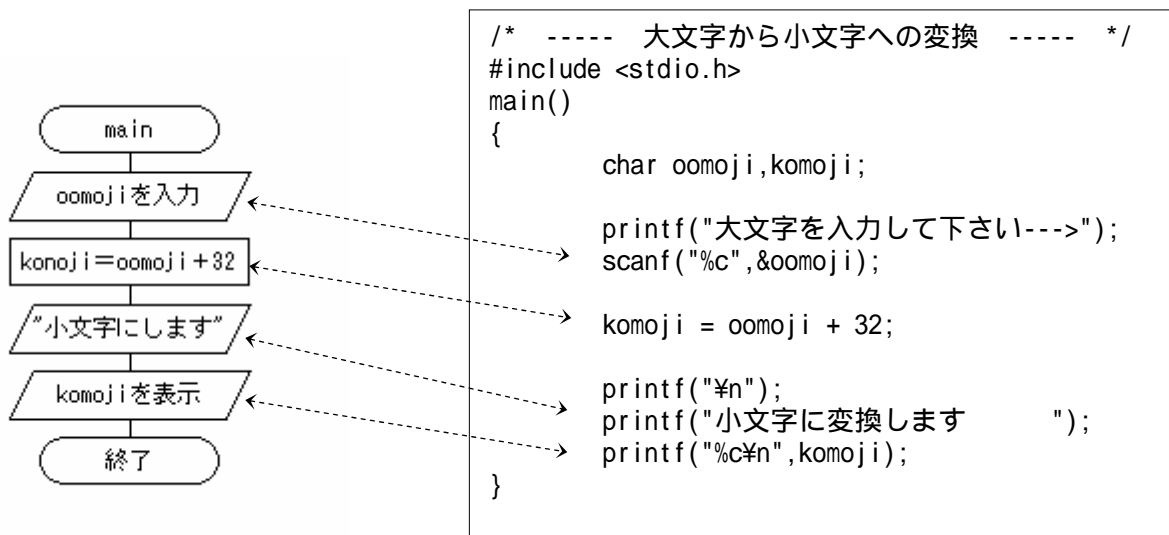 main
oomojiを入力
konoji＝oomoji＋32
”小文字にします”
komojiを表示
終了
/* ----- 大文字から小文字への変換 ----- */
#include <stdio.h>
main()
{
char oomoji,komoji;
printf("大文字を入力して下さい--->");
scanf("%c",&oomoji);
komoji = oomoji + 32;
printf("¥n");
printf("小文字に変換します　　　");
printf("%c¥n",komoji);
}